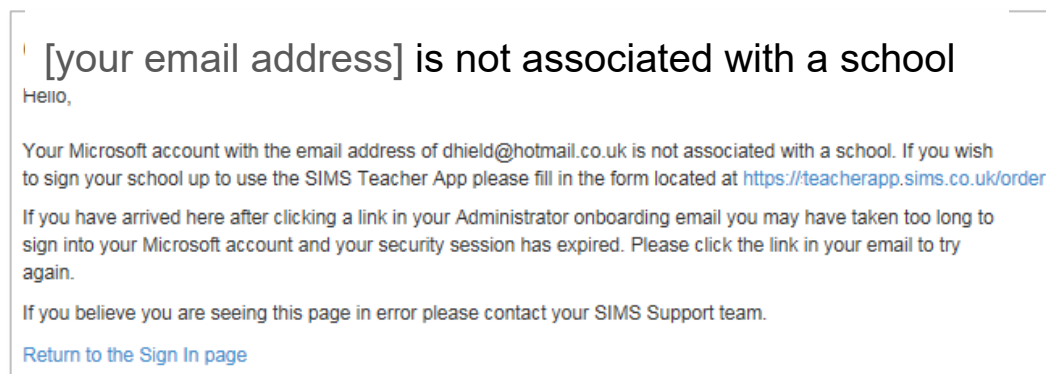 [your email address] is not associated with a school
Hello,
Your Microsoft account with the email address of dhield@hotmail.co.uk is not associated with a school. If you wish
to sign your school up to use the SIMS Teacher App please fill in the form located at https://teacherapp.sims.co.uk/order
If you have arrived here after clicking a link in your Administrator onboarding email you may have taken too long to
sign into your Microsoft account and your security session has expired. Please click the link in your email to try
again.
If you believe you are seeing this page in error please contact your SIMS Support team.
Return to the Sign In page